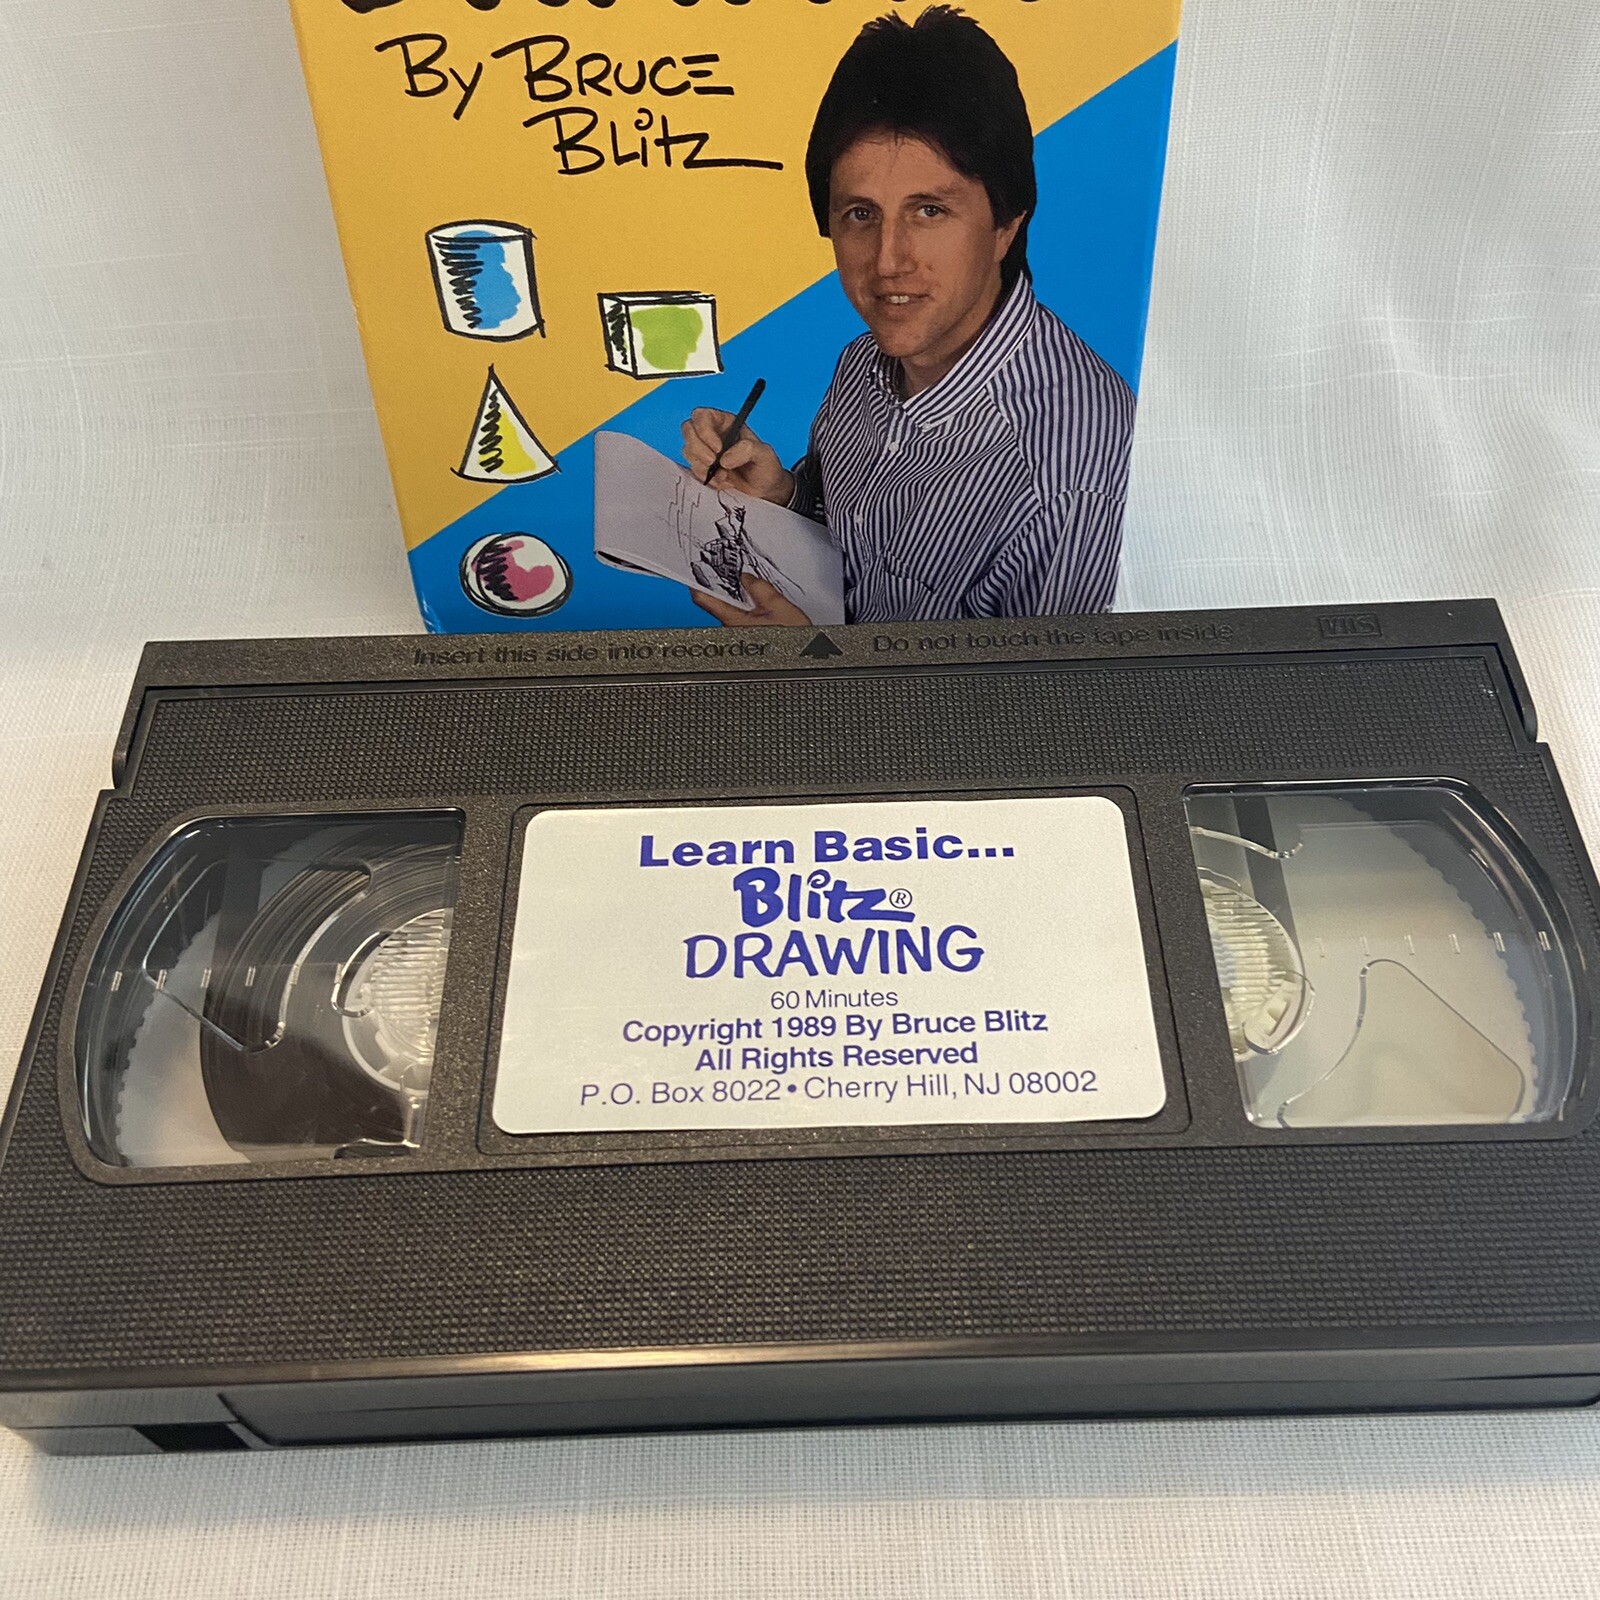 By BRUCE
BLitz
Insert this side into recorder Do not touch the tape inside VHS
Learn Basic...
Blitz®
DRAWING
60 Minutes
Copyright 1989 By Bruce Blitz
All Rights Reserved
P.O. Box 8022 • Cherry Hill, NJ 08002